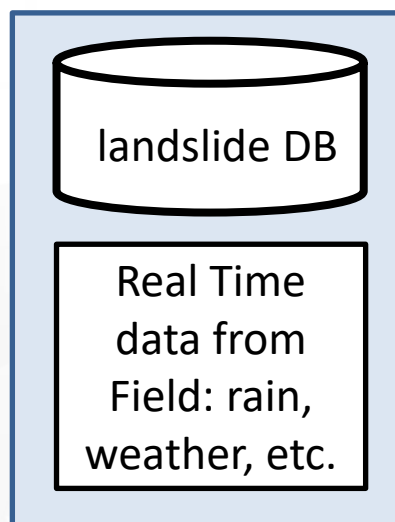 landslide DB
Real Time
data from
Field: rain,
weather, etc.